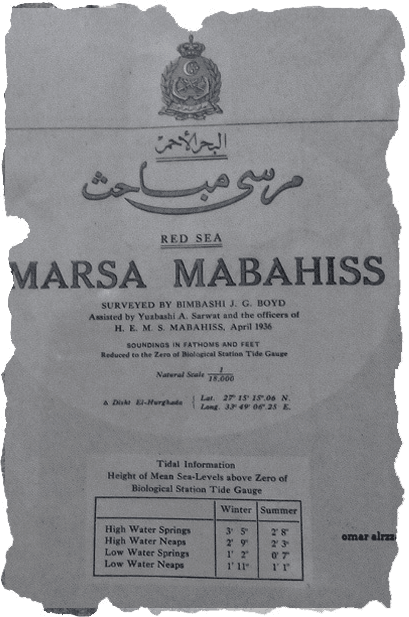 البحر الأحمر
مرسى مباحث
RED SEA
MARSA MABAHISS
SURVEYED BY BIMBASHI J. G. BOYD
Assisted by Yuzbashi A. Sarwat and the officers of
H. E. M. S. MABAHISS, April 1936
SOUNDINGS IN FATHOMS AND FEET
Reduced to the Zero of Biological Station Tide Gauge
Natural Scale 1/18,000
△ Disht El-Hurghada { Lat. 27° 15' 15".06 N.
Long. 33° 49' 06".25 E.
Tidal Information
Height of Mean Sea-Levels above Zero of
Biological Station Tide Gauge
Winter Summer
High Water Springs 3' 5" 2' 8"
High Water Neaps 2' 9" 2' 3"
Low Water Springs 1' 2" 0' 7"
Low Water Neaps 1' 11" 1' 1"
omar alrzz